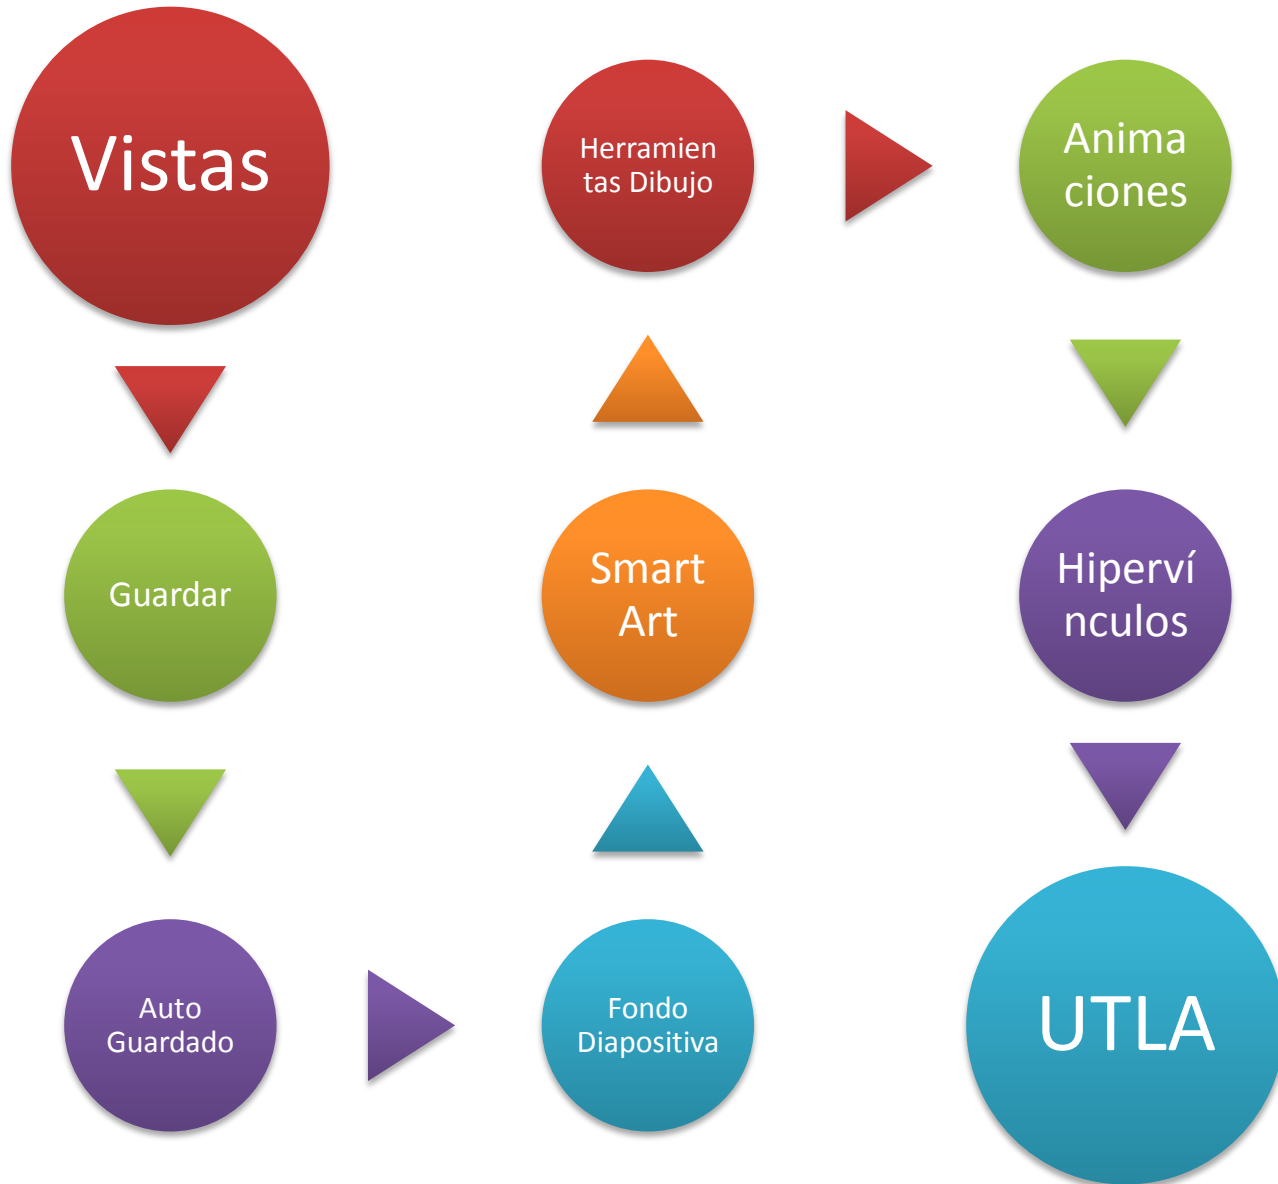 Vistas
Guardar
Auto
Guardado
Fondo
Diapositiva
Smart
Art
Herramien
tas Dibujo
Anima
ciones
Hiperví
nculos
UTLA